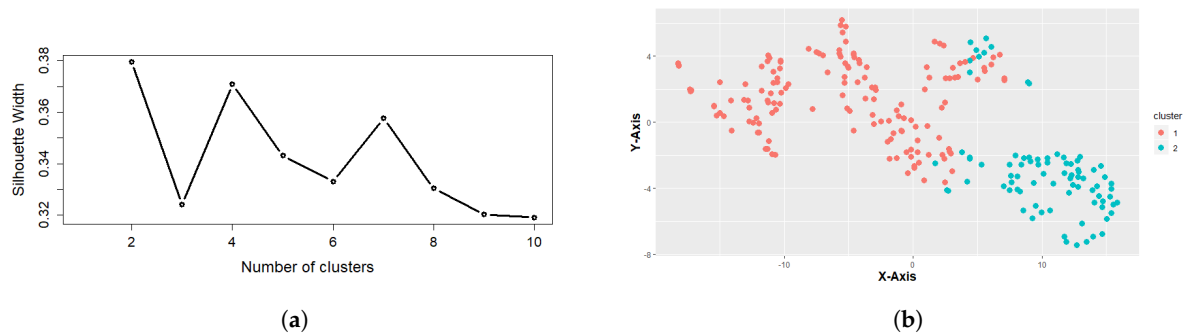 0.38
0.36
0.34
0.32
Silhouette Width
2
4
6
8
10
Number of clusters
(a)
4
0
-4
-8
Y-Axis
-10
0
10
X-Axis
cluster
1
2
(b)